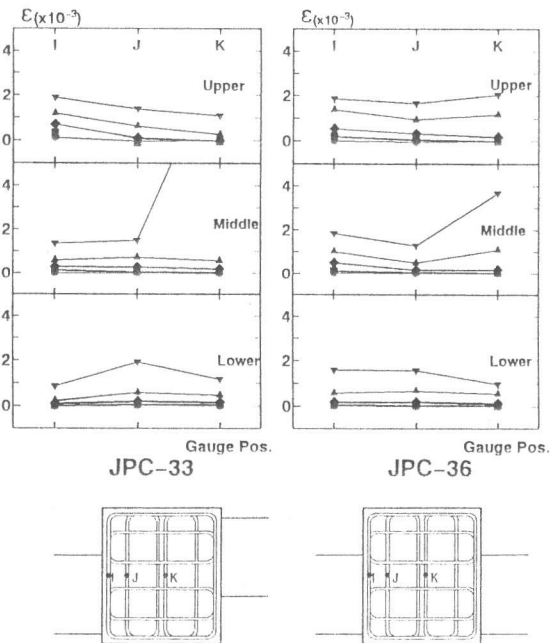 ε(x10⁻³) ε(x10⁻³)
I J K I J K
4 4
Upper Upper
2 2
0 0
4 4
Middle Middle
2 2
0 0
4 4
Lower Lower
2 2
0 0
Gauge Pos. Gauge Pos.
JPC-33 JPC-36
I J K I J K